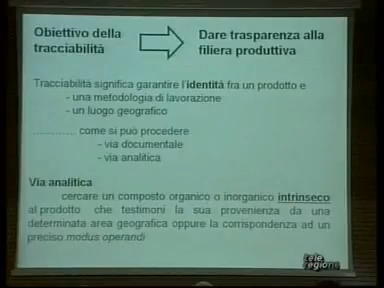 Obiettivo della Dare trasparenza alla
tracciabilità filiera produttiva
Tracciabilità significa garantire l'identità fra un prodotto e
- una metodologia di lavorazione
- un luogo geografico
............ come si può procedere
- via documentale
- via analitica
Via analitica
cercare un composto organico o inorganico intrinseco
al prodotto che testimoni la sua provenienza da una
determinata area geografica oppure la corrispondenza ad un
preciso modus operandi
tele
regione